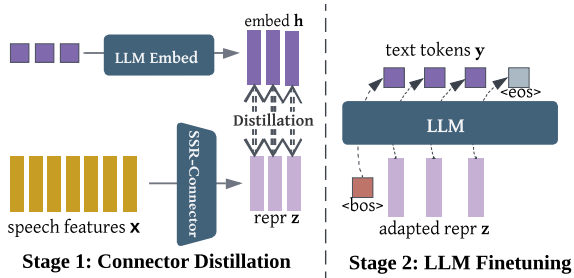 embed h
LLM Embed
Distillation
SSR-Connector
speech features x
repr z
Stage 1: Connector Distillation
text tokens y
<eos>
LLM
<bos>
adapted repr z
Stage 2: LLM Finetuning